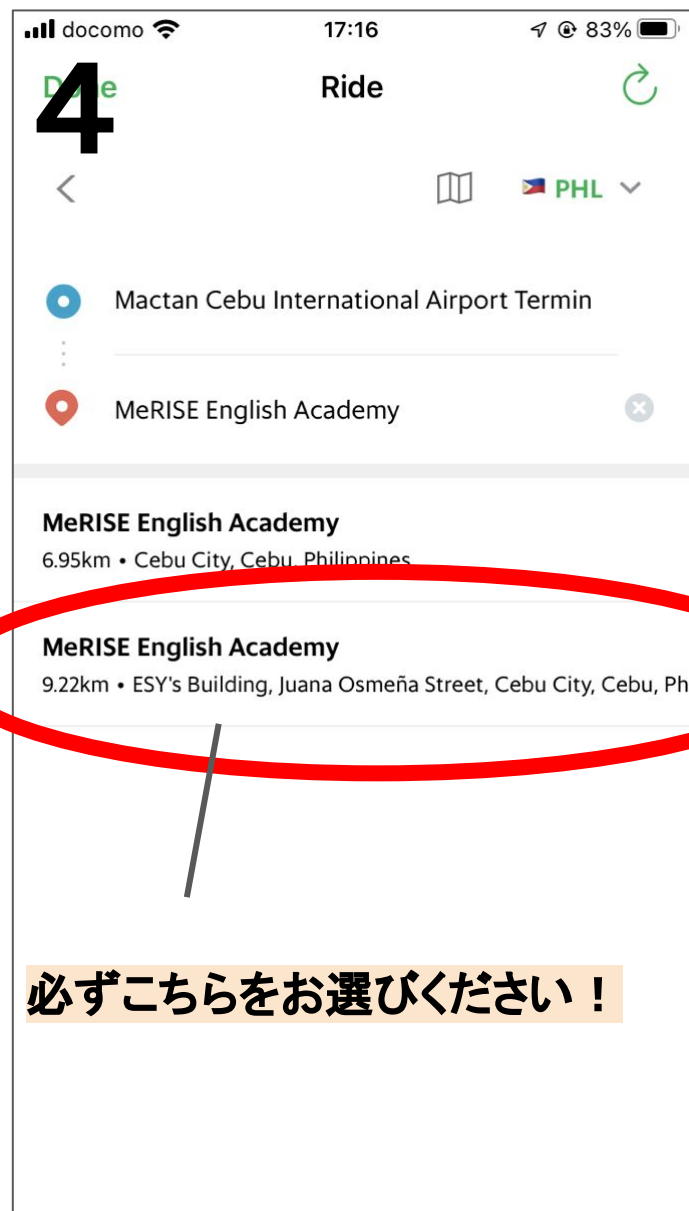 docomo 17:16 83%
Done Ride
4
PHL
Mactan Cebu International Airport Termin
MeRISE English Academy
MeRISE English Academy
6.95km • Cebu City, Cebu, Philippines
MeRISE English Academy
9.22km • ESY's Building, Juana Osmeña Street, Cebu City, Cebu, Ph
必ずこちらをお選びください！